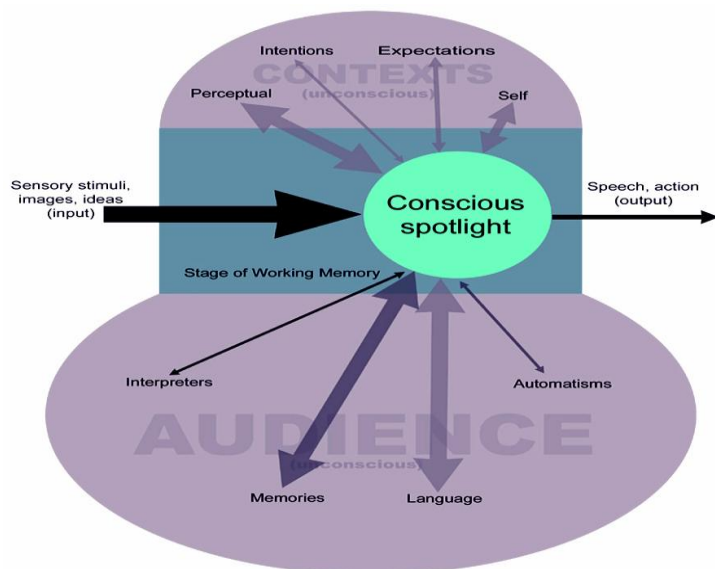 Intentions
Expectations
CONTEXTS
(unconscious)
Perceptual
Self
Sensory stimuli,
images, ideas
(input)
Conscious
spotlight
Speech, action
(output)
Stage of Working Memory
Interpreters
Automatisms
AUDIENCE
(unconscious)
Memories
Language